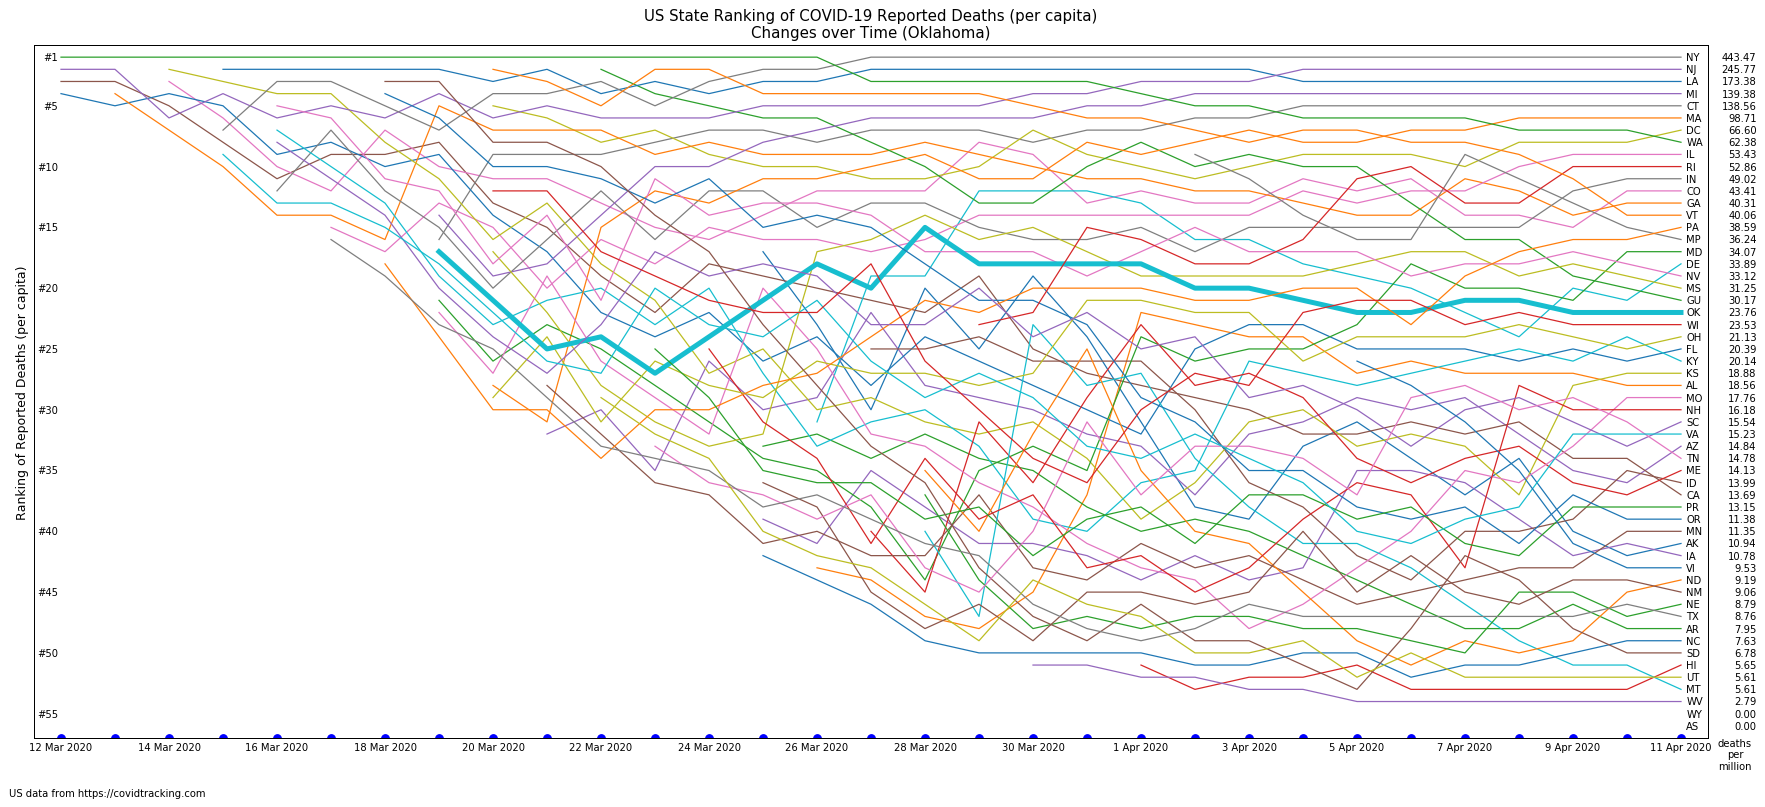 US State Ranking of COVID-19 Reported Deaths (per capita)
Changes over Time (Oklahoma)
Ranking of Reported Deaths (per capita)
#1
#5
#10
#15
#20
#25
#30
#35
#40
#45
#50
#55
NY 443.47
NJ 245.77
LA 173.38
MI 139.38
CT 138.56
MA 98.71
DC 66.60
WA 62.38
IL 53.43
RI 52.86
IN 49.02
CO 43.41
GA 40.31
VT 40.06
PA 38.59
MP 36.24
MD 34.07
DE 33.89
NV 33.12
MS 31.25
GU 30.17
OK 23.76
WI 23.53
OH 21.13
FL 20.39
KY 20.14
KS 18.88
AL 18.56
MO 17.76
NH 16.18
SC 15.54
VA 15.23
AZ 14.84
TN 14.78
ME 14.13
ID 13.99
CA 13.69
PR 13.15
OR 11.38
MN 11.35
AK 10.94
IA 10.78
VI 9.53
ND 9.19
NM 9.06
NE 8.79
TX 8.76
AR 7.95
NC 7.63
SD 6.78
HI 5.65
UT 5.61
MT 5.61
WV 2.79
WY 0.00
AS 0.00
12 Mar 2020 14 Mar 2020 16 Mar 2020 18 Mar 2020 20 Mar 2020 22 Mar 2020 24 Mar 2020 26 Mar 2020 28 Mar 2020 30 Mar 2020 1 Apr 2020 3 Apr 2020 5 Apr 2020 7 Apr 2020 9 Apr 2020 11 Apr 2020
deaths
per
million
US data from https://covidtracking.com